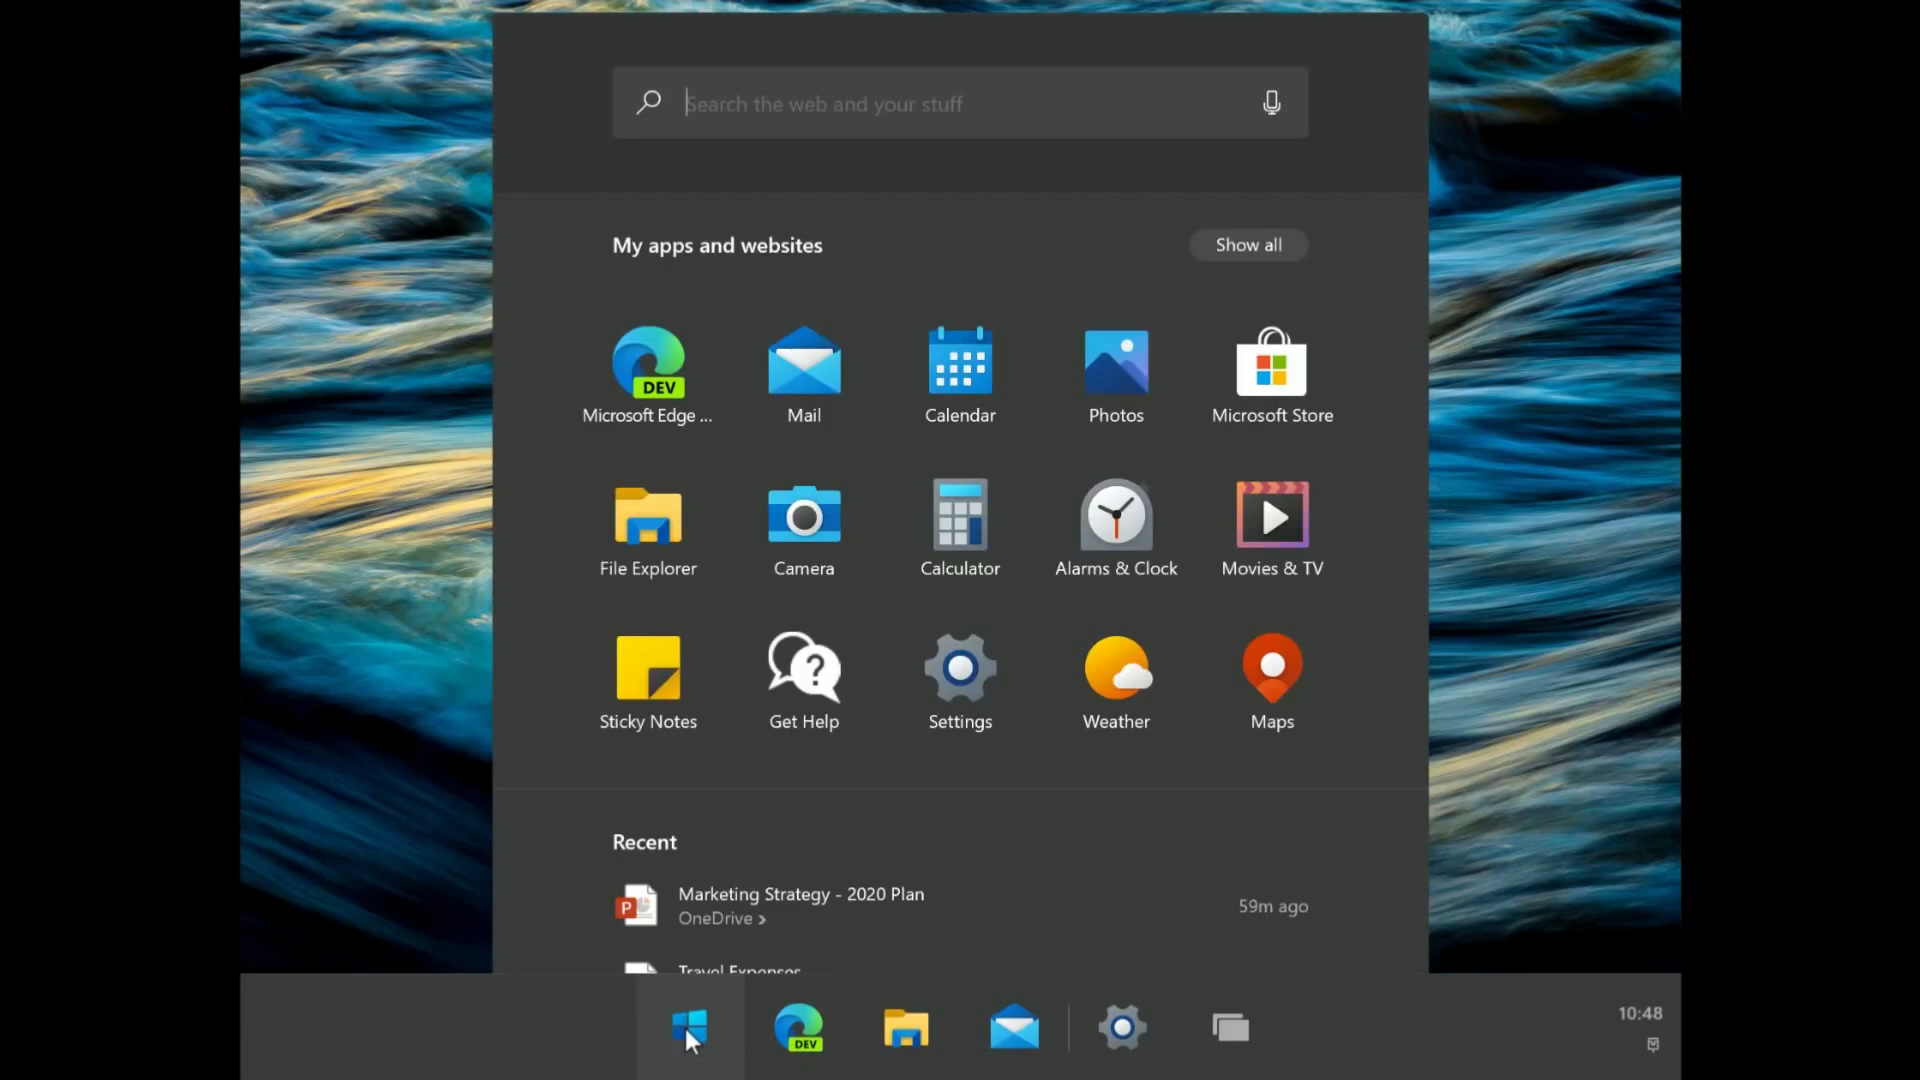 Search the web and your stuff
My apps and websites
Show all
DEV
Microsoft Edge ...
Mail
Calendar
Photos
Microsoft Store
File Explorer
Camera
Calculator
Alarms & Clock
Movies & TV
Sticky Notes
?
Get Help
Settings
Weather
Maps
Recent
P
Marketing Strategy - 2020 Plan
OneDrive >
59m ago
Travel Expenses
DEV
10:48